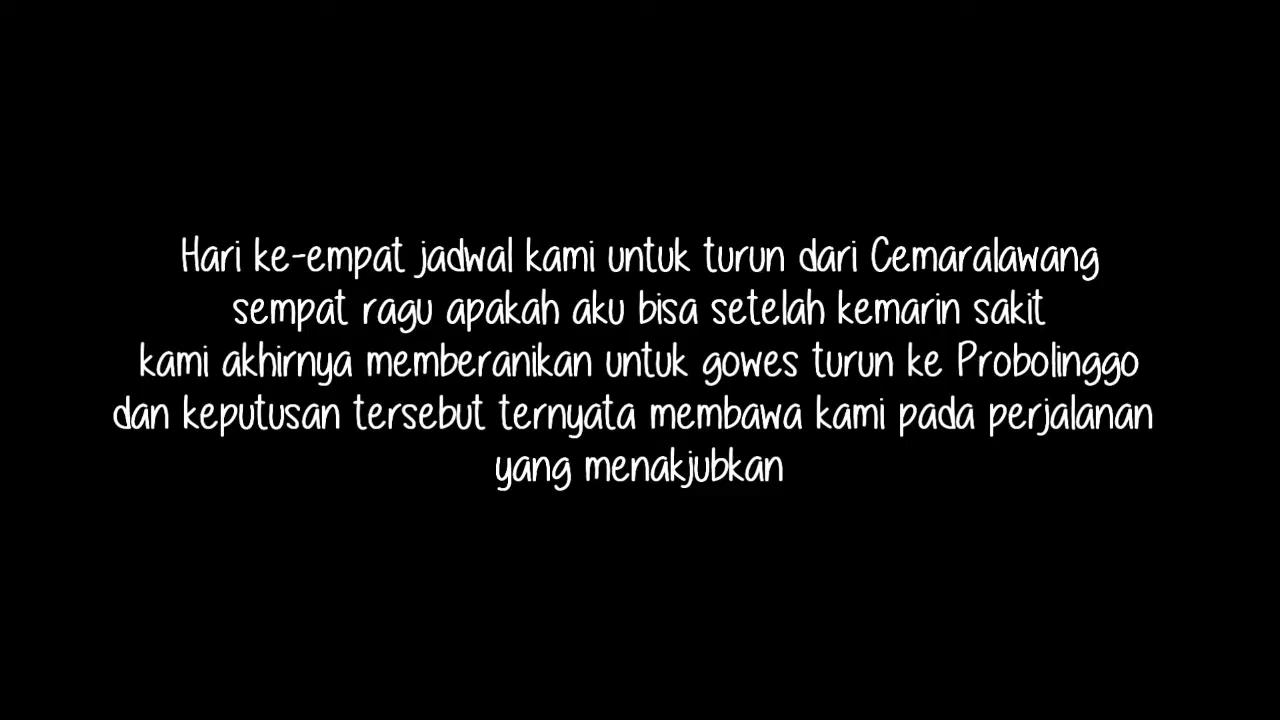 Hari ke-empat jadwal kami untuk turun dari Cemaralawang
sempat ragu apakah aku bisa setelah kemarin sakit
kami akhirnya memberanikan untuk gowes turun ke Probolinggo
dan keputusan tersebut ternyata membawa kami pada perjalanan
yang menakjubkan